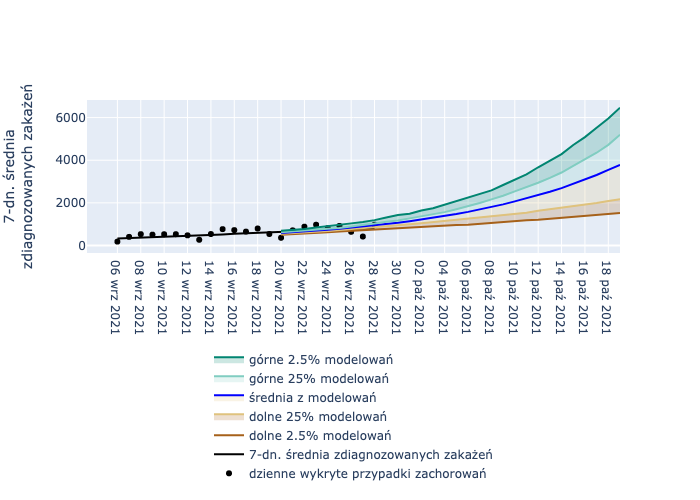 7-dn. średnia
zdiagnozowanych zakażeń
6000
4000
2000
0
06 wrz 2021
08 wrz 2021
10 wrz 2021
12 wrz 2021
14 wrz 2021
16 wrz 2021
18 wrz 2021
20 wrz 2021
22 wrz 2021
24 wrz 2021
26 wrz 2021
28 wrz 2021
30 wrz 2021
02 paź 2021
04 paź 2021
06 paź 2021
08 paź 2021
10 paź 2021
12 paź 2021
14 paź 2021
16 paź 2021
18 paź 2021
górne 2.5% modelowań
górne 25% modelowań
średnia z modelowań
dolne 25% modelowań
dolne 2.5% modelowań
7-dn. średnia zdiagnozowanych zakażeń
dzienne wykryte przypadki zachorowań